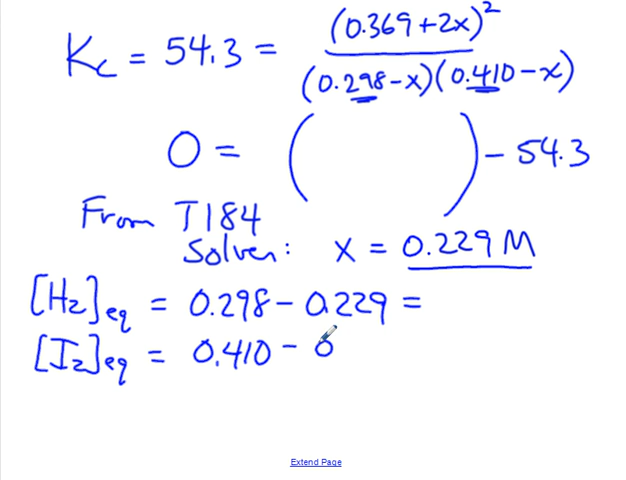 Kc = 54.3 = (0.369+2x)² / (0.298-x)(0.410-x)
0 = ( ) - 54.3
From TI84
Solver: x = 0.229 M
[H₂]eq = 0.298 - 0.229 =
[I₂]eq = 0.410 - 0
Extend Page